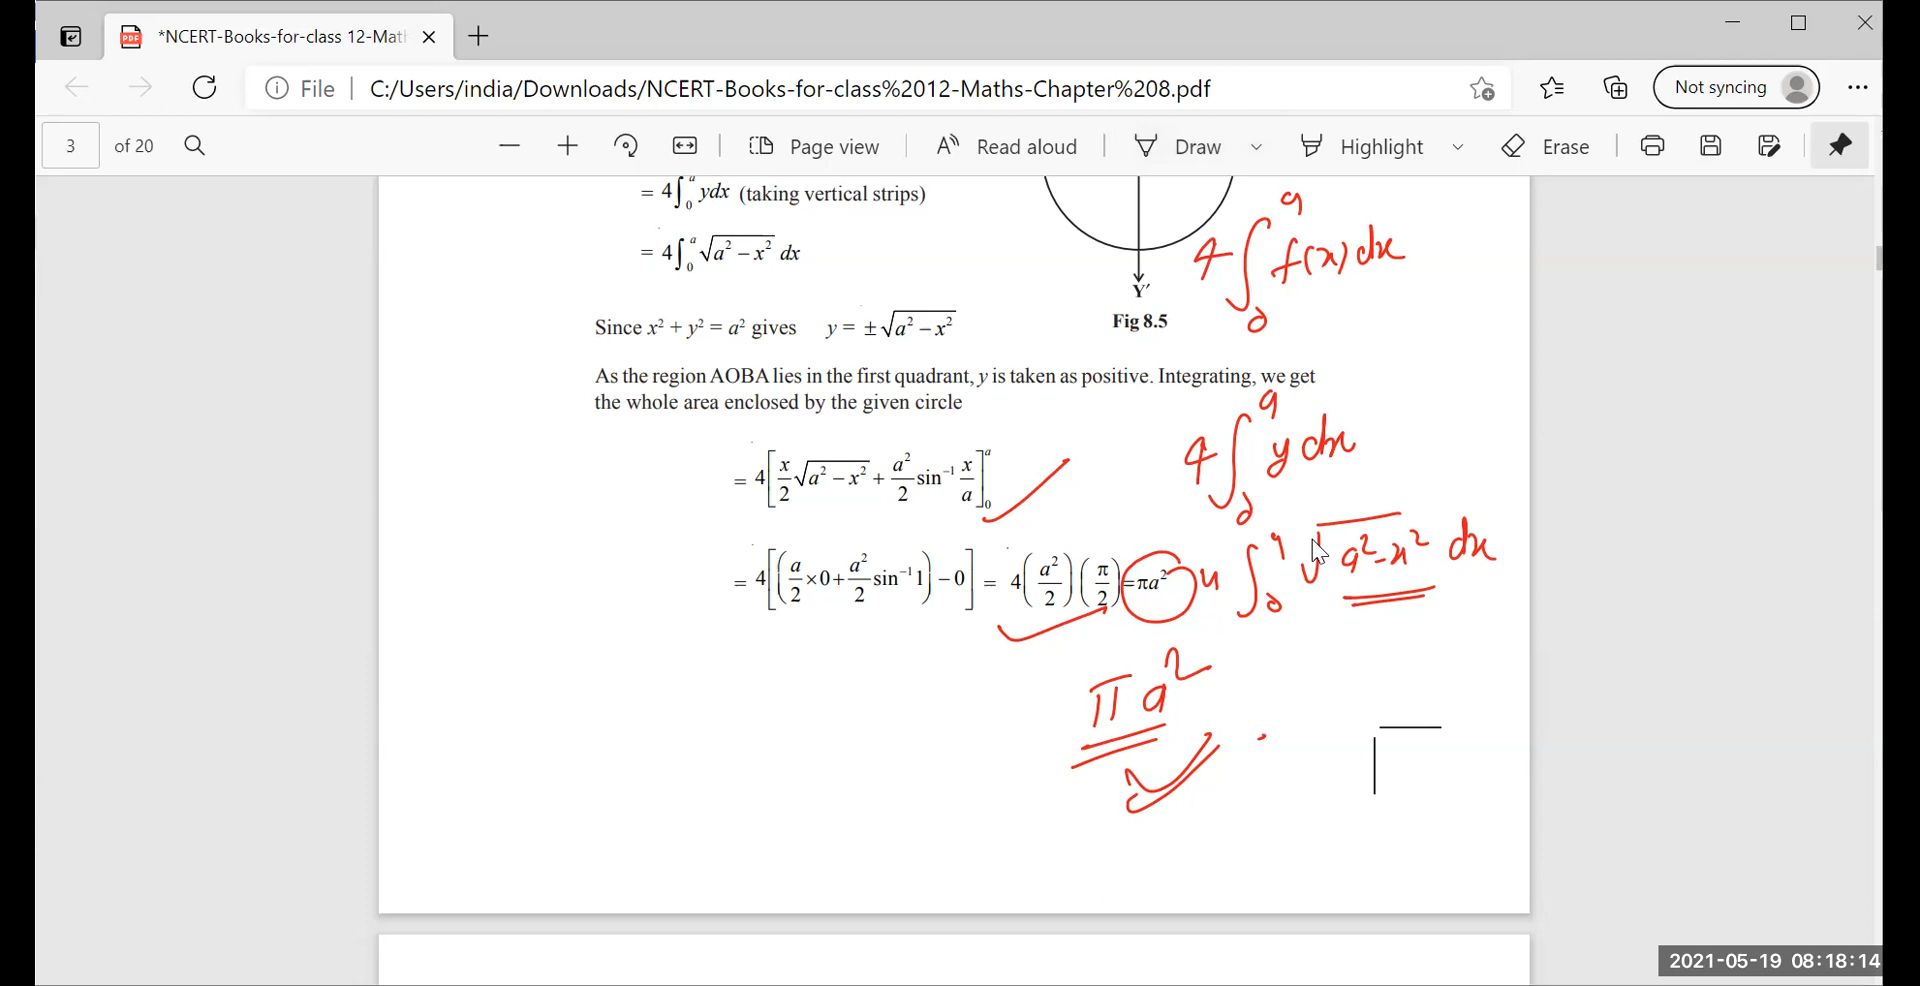 *NCERT-Books-for-class 12-Mat
File | C:/Users/india/Downloads/NCERT-Books-for-class%2012-Maths-Chapter%208.pdf
Not syncing
3 of 20
Page view
Read aloud
Draw
Highlight
Erase
= 4∫₀ᵃ ydx (taking vertical strips)
= 4∫₀ᵃ √(a² – x²) dx
Y′
Fig 8.5
4∫₀ᵃ f(x) dx
Since x² + y² = a² gives y = ±√(a² – x²)
As the region AOBA lies in the first quadrant, y is taken as positive. Integrating, we get
the whole area enclosed by the given circle
= 4[x/2 √(a² – x²) + a²/2 sin⁻¹ x/a]₀ᵃ
4∫₀ᵃ y dx
= 4[(a/2 × 0 + a²/2 sin⁻¹ 1) – 0] = 4(a²/2)(π/2) = πa²
4∫₀ᵃ √(a² - x²) dx
πa²
2021-05-19 08:18:14